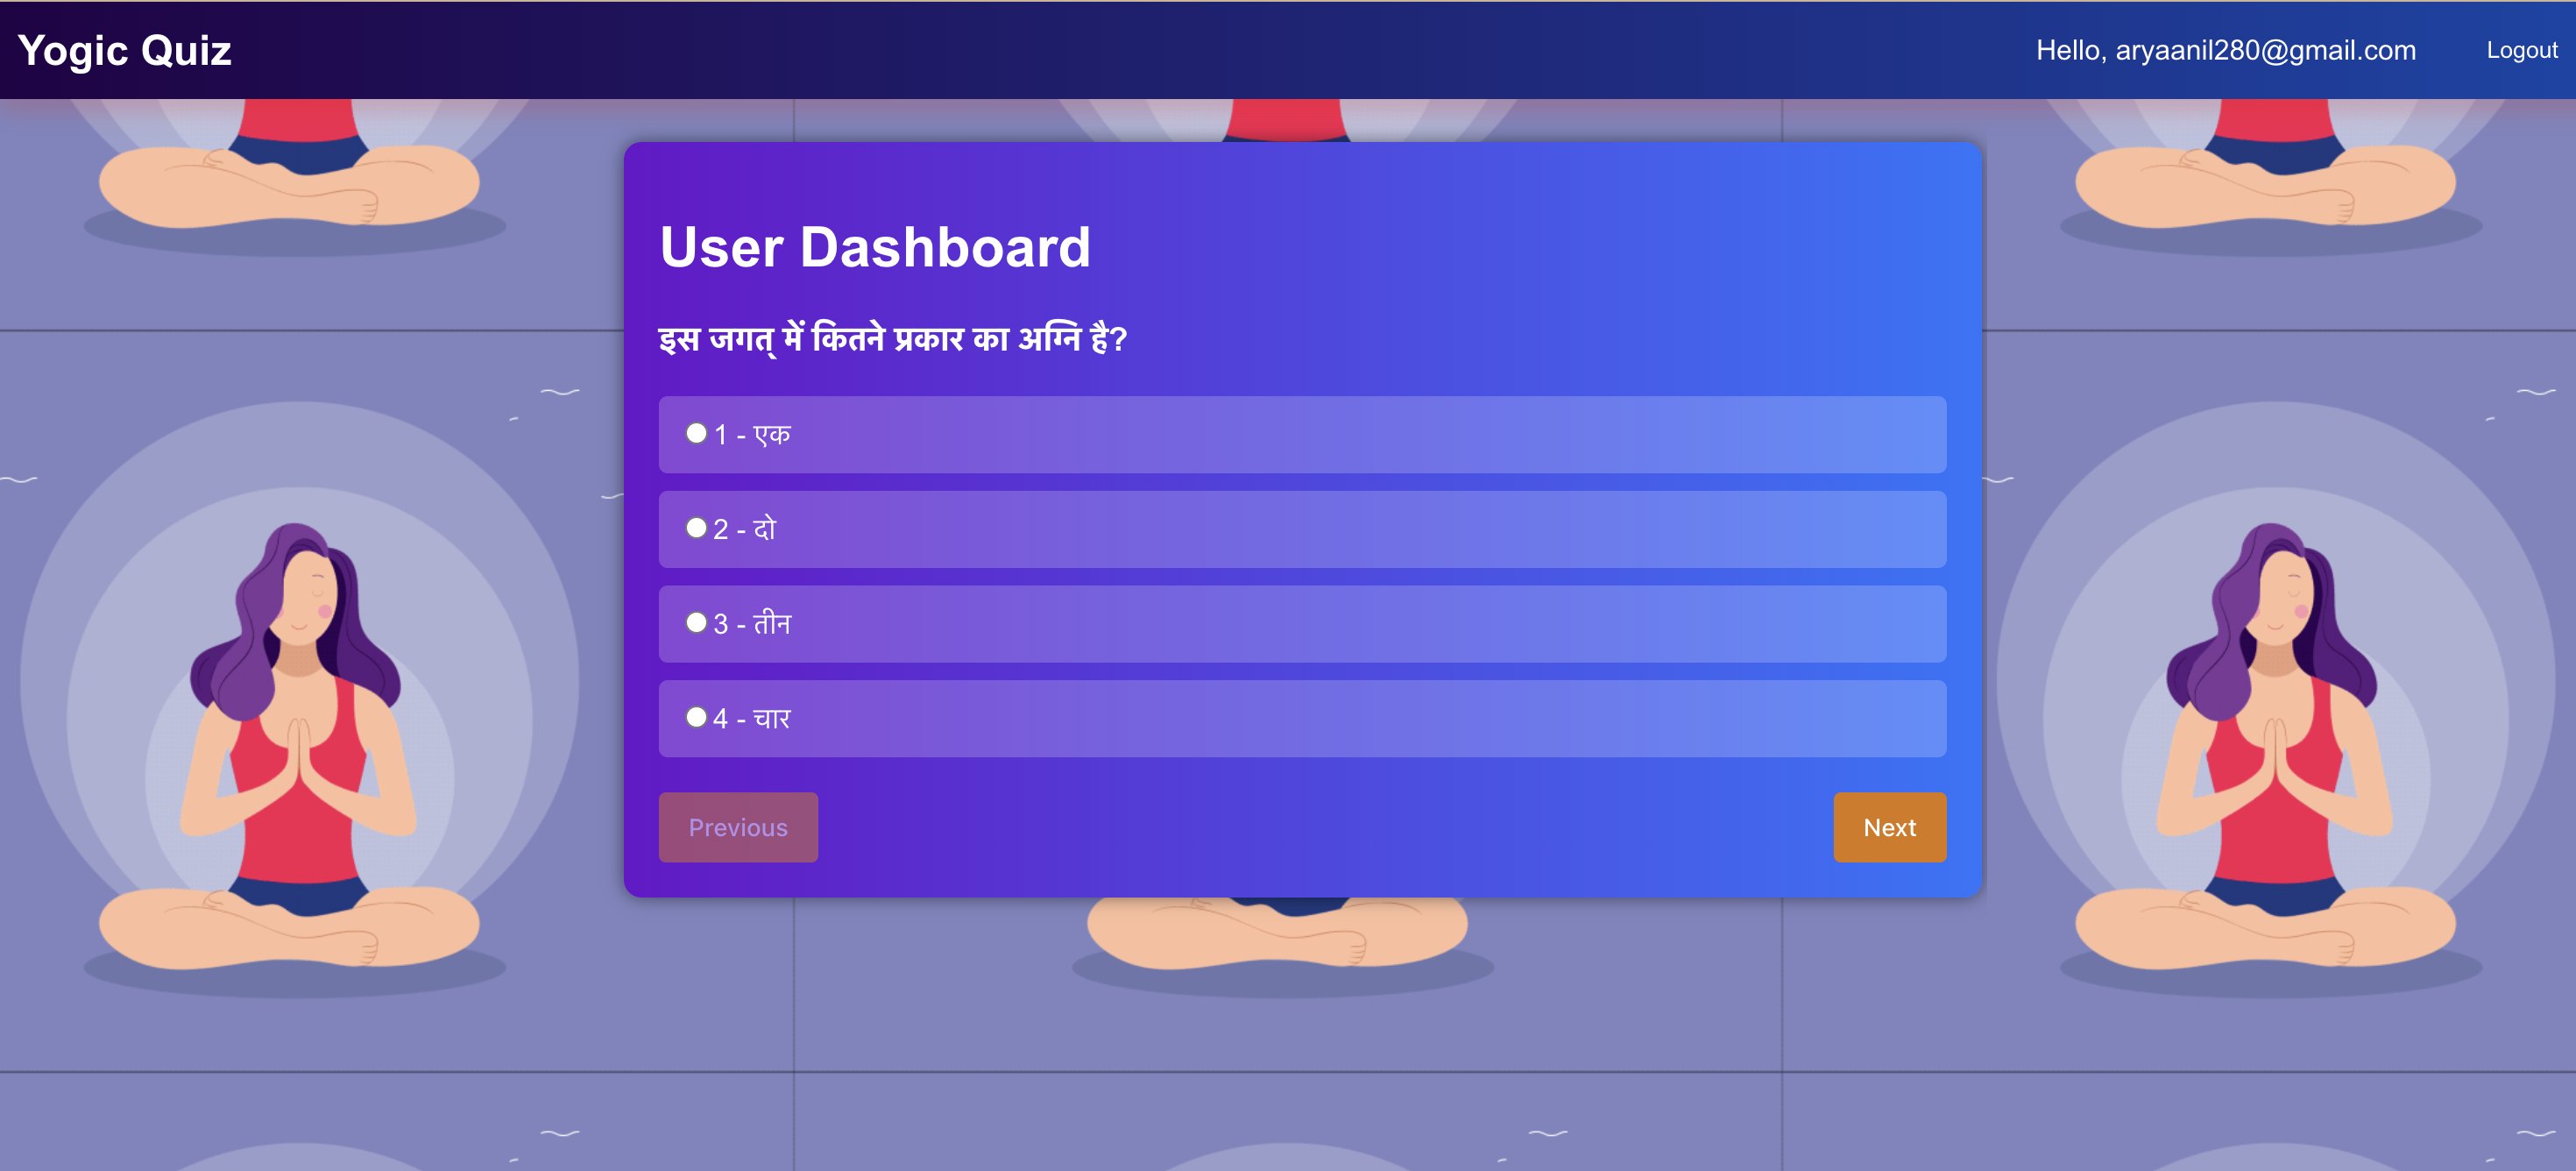 Yogic Quiz
Hello, aryaanil280@gmail.com
Logout
User Dashboard
इस जगत् में कितने प्रकार का अग्नि है?
1 - एक
2 - दो
3 - तीन
4 - चार
Previous
Next